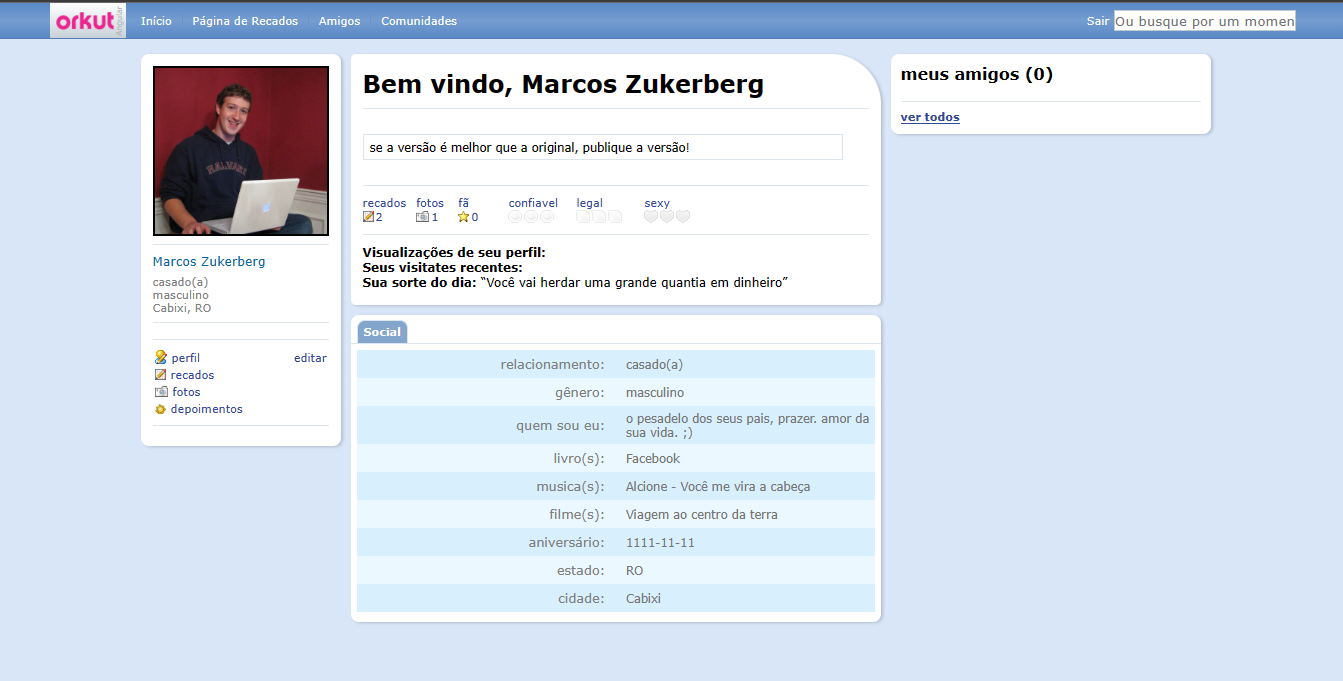 orkut
Angular
Início
Página de Recados
Amigos
Comunidades
Sair
Ou busque por um momen
Marcos Zukerberg
casado(a)
masculino
Cabixi, RO
perfil editar
recados
fotos
depoimentos
Bem vindo, Marcos Zukerberg
se a versão é melhor que a original, publique a versão!
recados fotos fã confiavel legal sexy
2 1 0
Visualizações de seu perfil:
Seus visitates recentes:
Sua sorte do dia: “Você vai herdar uma grande quantia em dinheiro”
Social
relacionamento: casado(a)
gênero: masculino
quem sou eu: o pesadelo dos seus pais, prazer. amor da
sua vida. ;)
livro(s): Facebook
musica(s): Alcione - Você me vira a cabeça
filme(s): Viagem ao centro da terra
aniversário: 1111-11-11
estado: RO
cidade: Cabixi
meus amigos (0)
ver todos